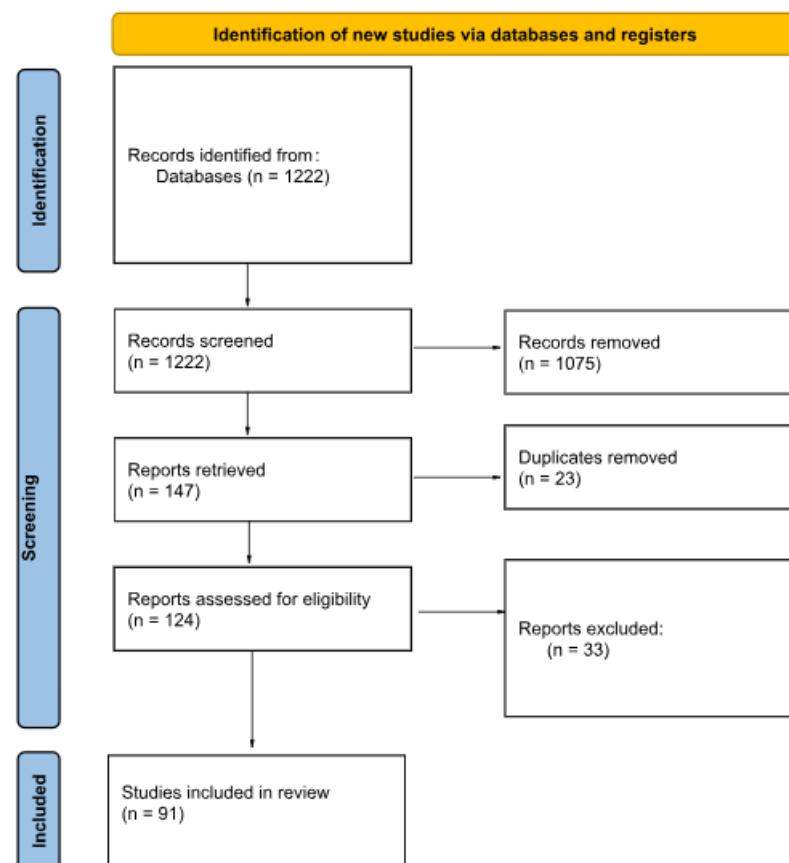 Identification of new studies via databases and registers
Identification
Records identified from:
Databases (n = 1222)
Screening
Records screened
(n = 1222)
Records removed
(n = 1075)
Reports retrieved
(n = 147)
Duplicates removed
(n = 23)
Reports assessed for eligibility
(n = 124)
Reports excluded:
(n = 33)
Included
Studies included in review
(n = 91)